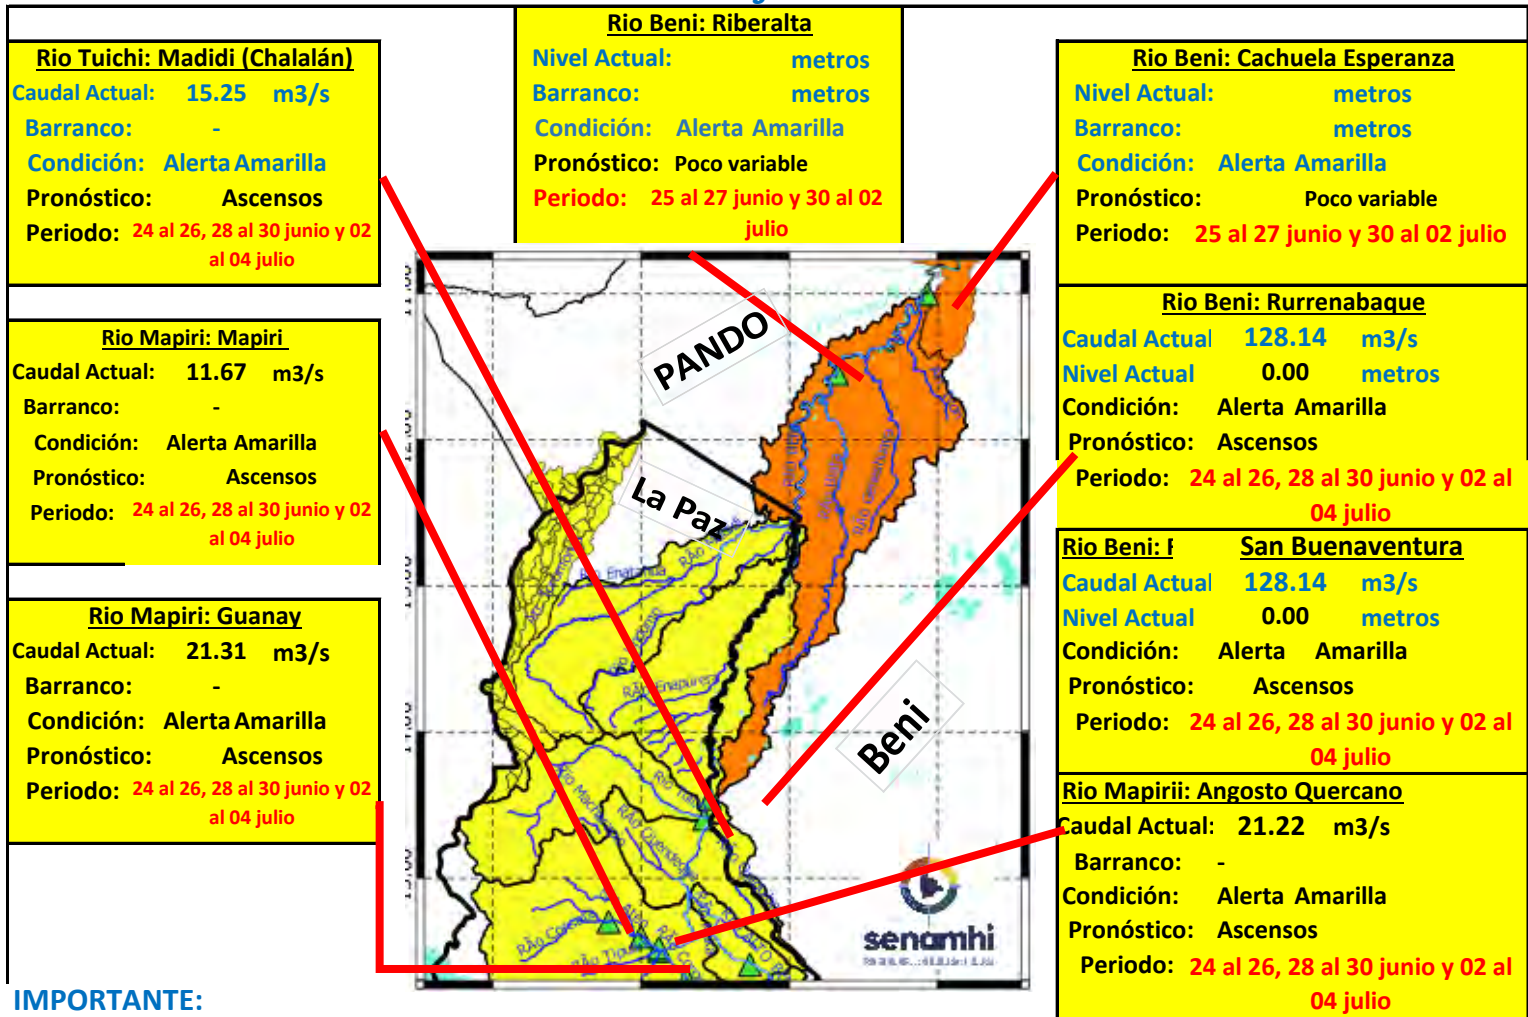 Rio Tuichi: Madidi (Chalalán)
Caudal Actual: 15.25 m3/s
Barranco: -
Condición: Alerta Amarilla
Pronóstico: Ascensos
Periodo: 24 al 26, 28 al 30 junio y 02
al 04 julio
Rio Mapiri: Mapiri
Caudal Actual: 11.67 m3/s
Barranco: -
Condición: Alerta Amarilla
Pronóstico: Ascensos
Periodo: 24 al 26, 28 al 30 junio y 02
al 04 julio
Rio Mapiri: Guanay
Caudal Actual: 21.31 m3/s
Barranco: -
Condición: Alerta Amarilla
Pronóstico: Ascensos
Periodo: 24 al 26, 28 al 30 junio y 02
al 04 julio
Rio Beni: Riberalta
Nivel Actual: metros
Barranco: metros
Condición: Alerta Amarilla
Pronóstico: Poco variable
Periodo: 25 al 27 junio y 30 al 02
julio
PANDO
La Paz
Beni
senamhi
Rio Beni: Cachuela Esperanza
Nivel Actual: metros
Barranco: metros
Condición: Alerta Amarilla
Pronóstico: Poco variable
Periodo: 25 al 27 junio y 30 al 02 julio
Rio Beni: Rurrenabaque
Caudal Actual 128.14 m3/s
Nivel Actual 0.00 metros
Condición: Alerta Amarilla
Pronóstico: Ascensos
Periodo: 24 al 26, 28 al 30 junio y 02 al
04 julio
Rio Beni: San Buenaventura
Caudal Actual 128.14 m3/s
Nivel Actual 0.00 metros
Condición: Alerta Amarilla
Pronóstico: Ascensos
Periodo: 24 al 26, 28 al 30 junio y 02 al
04 julio
Rio Mapirii: Angosto Quercano
Caudal Actual: 21.22 m3/s
Barranco: -
Condición: Alerta Amarilla
Pronóstico: Ascensos
Periodo: 24 al 26, 28 al 30 junio y 02 al
04 julio
IMPORTANTE: